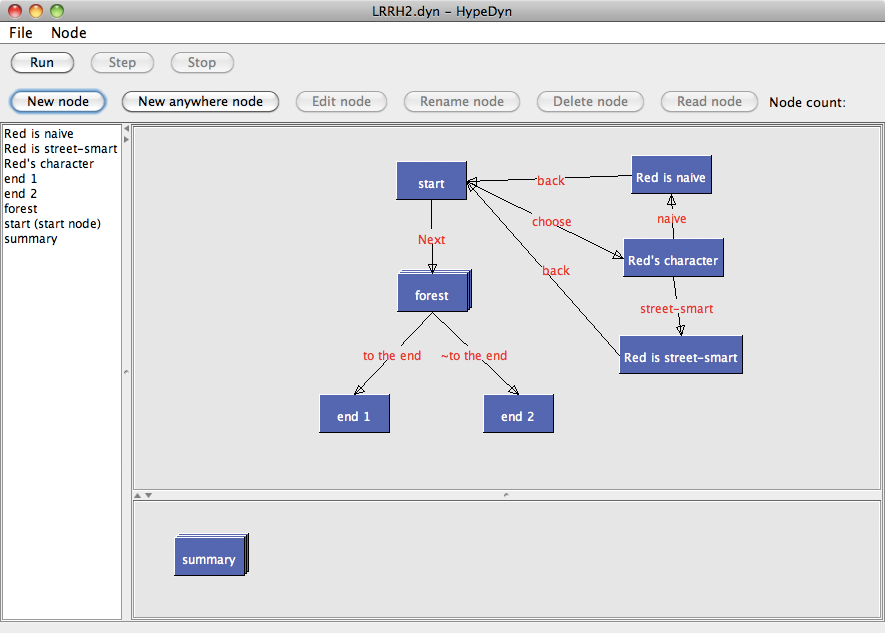 LRRH2.dyn – HypeDyn
File Node
Run Step Stop
New node New anywhere node Edit node Rename node Delete node Read node Node count:
Red is naive
Red is street-smart
Red's character
end 1
end 2
forest
start (start node)
summary
start
back
Red is naive
choose
naive
Next
Red's character
back
forest
street-smart
to the end
~to the end
Red is street-smart
end 1
end 2
summary